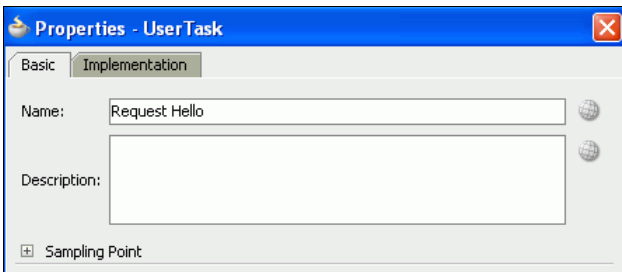 Properties - UserTask
Basic Implementation
Name: Request Hello
Description:
Sampling Point